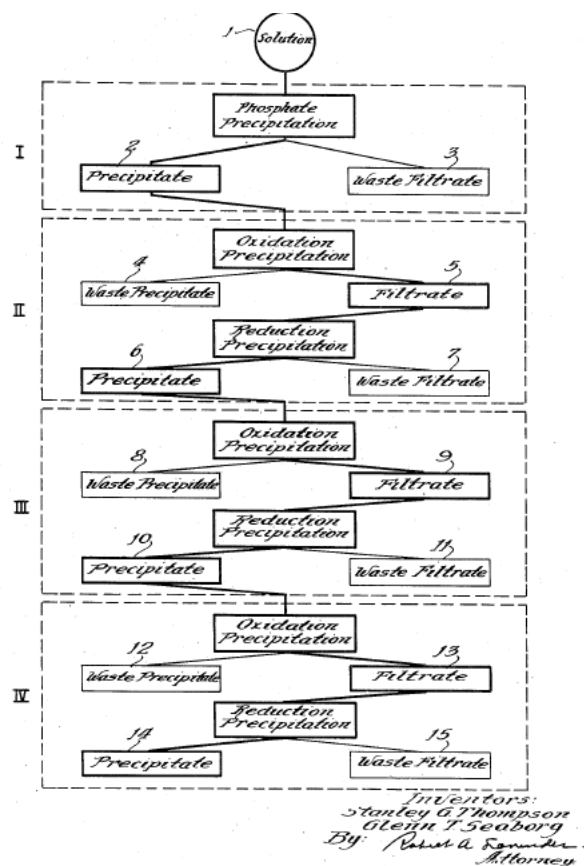 1
Solution
Phosphate
Precipitation
I
2
3
Precipitate
Waste Filtrate
Oxidation
Precipitation
4
5
Waste Precipitate
Filtrate
II
Reduction
Precipitation
6
7
Precipitate
Waste Filtrate
Oxidation
Precipitation
8
9
Waste Precipitate
Filtrate
III
Reduction
Precipitation
10
11
Precipitate
Waste Filtrate
Oxidation
Precipitation
12
13
Waste Precipitate
Filtrate
IV
Reduction
Precipitation
14
15
Precipitate
Waste Filtrate
Inventors:
Stanley G. Thompson
Glenn T. Seaborg
By: Robert A.
Attorney